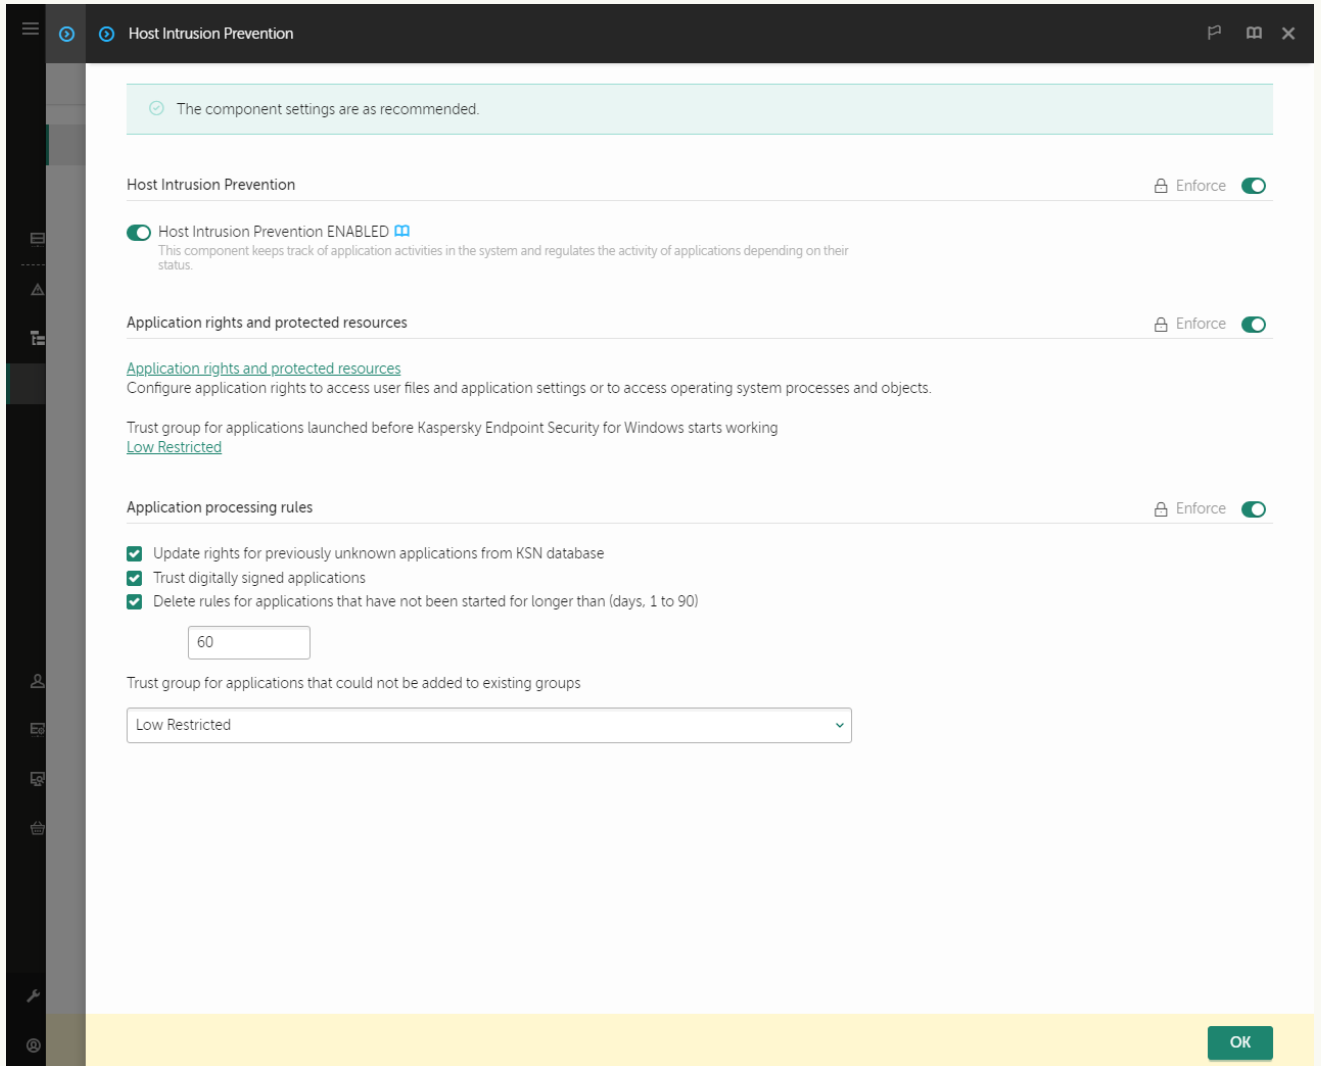 Host Intrusion Prevention
The component settings are as recommended.
Host Intrusion Prevention
Enforce
Host Intrusion Prevention ENABLED
This component keeps track of application activities in the system and regulates the activity of applications depending on their
status.
Application rights and protected resources
Enforce
Application rights and protected resources
Configure application rights to access user files and application settings or to access operating system processes and objects.
Trust group for applications launched before Kaspersky Endpoint Security for Windows starts working
Low Restricted
Application processing rules
Enforce
Update rights for previously unknown applications from KSN database
Trust digitally signed applications
Delete rules for applications that have not been started for longer than (days, 1 to 90)
60
Trust group for applications that could not be added to existing groups
Low Restricted
OK